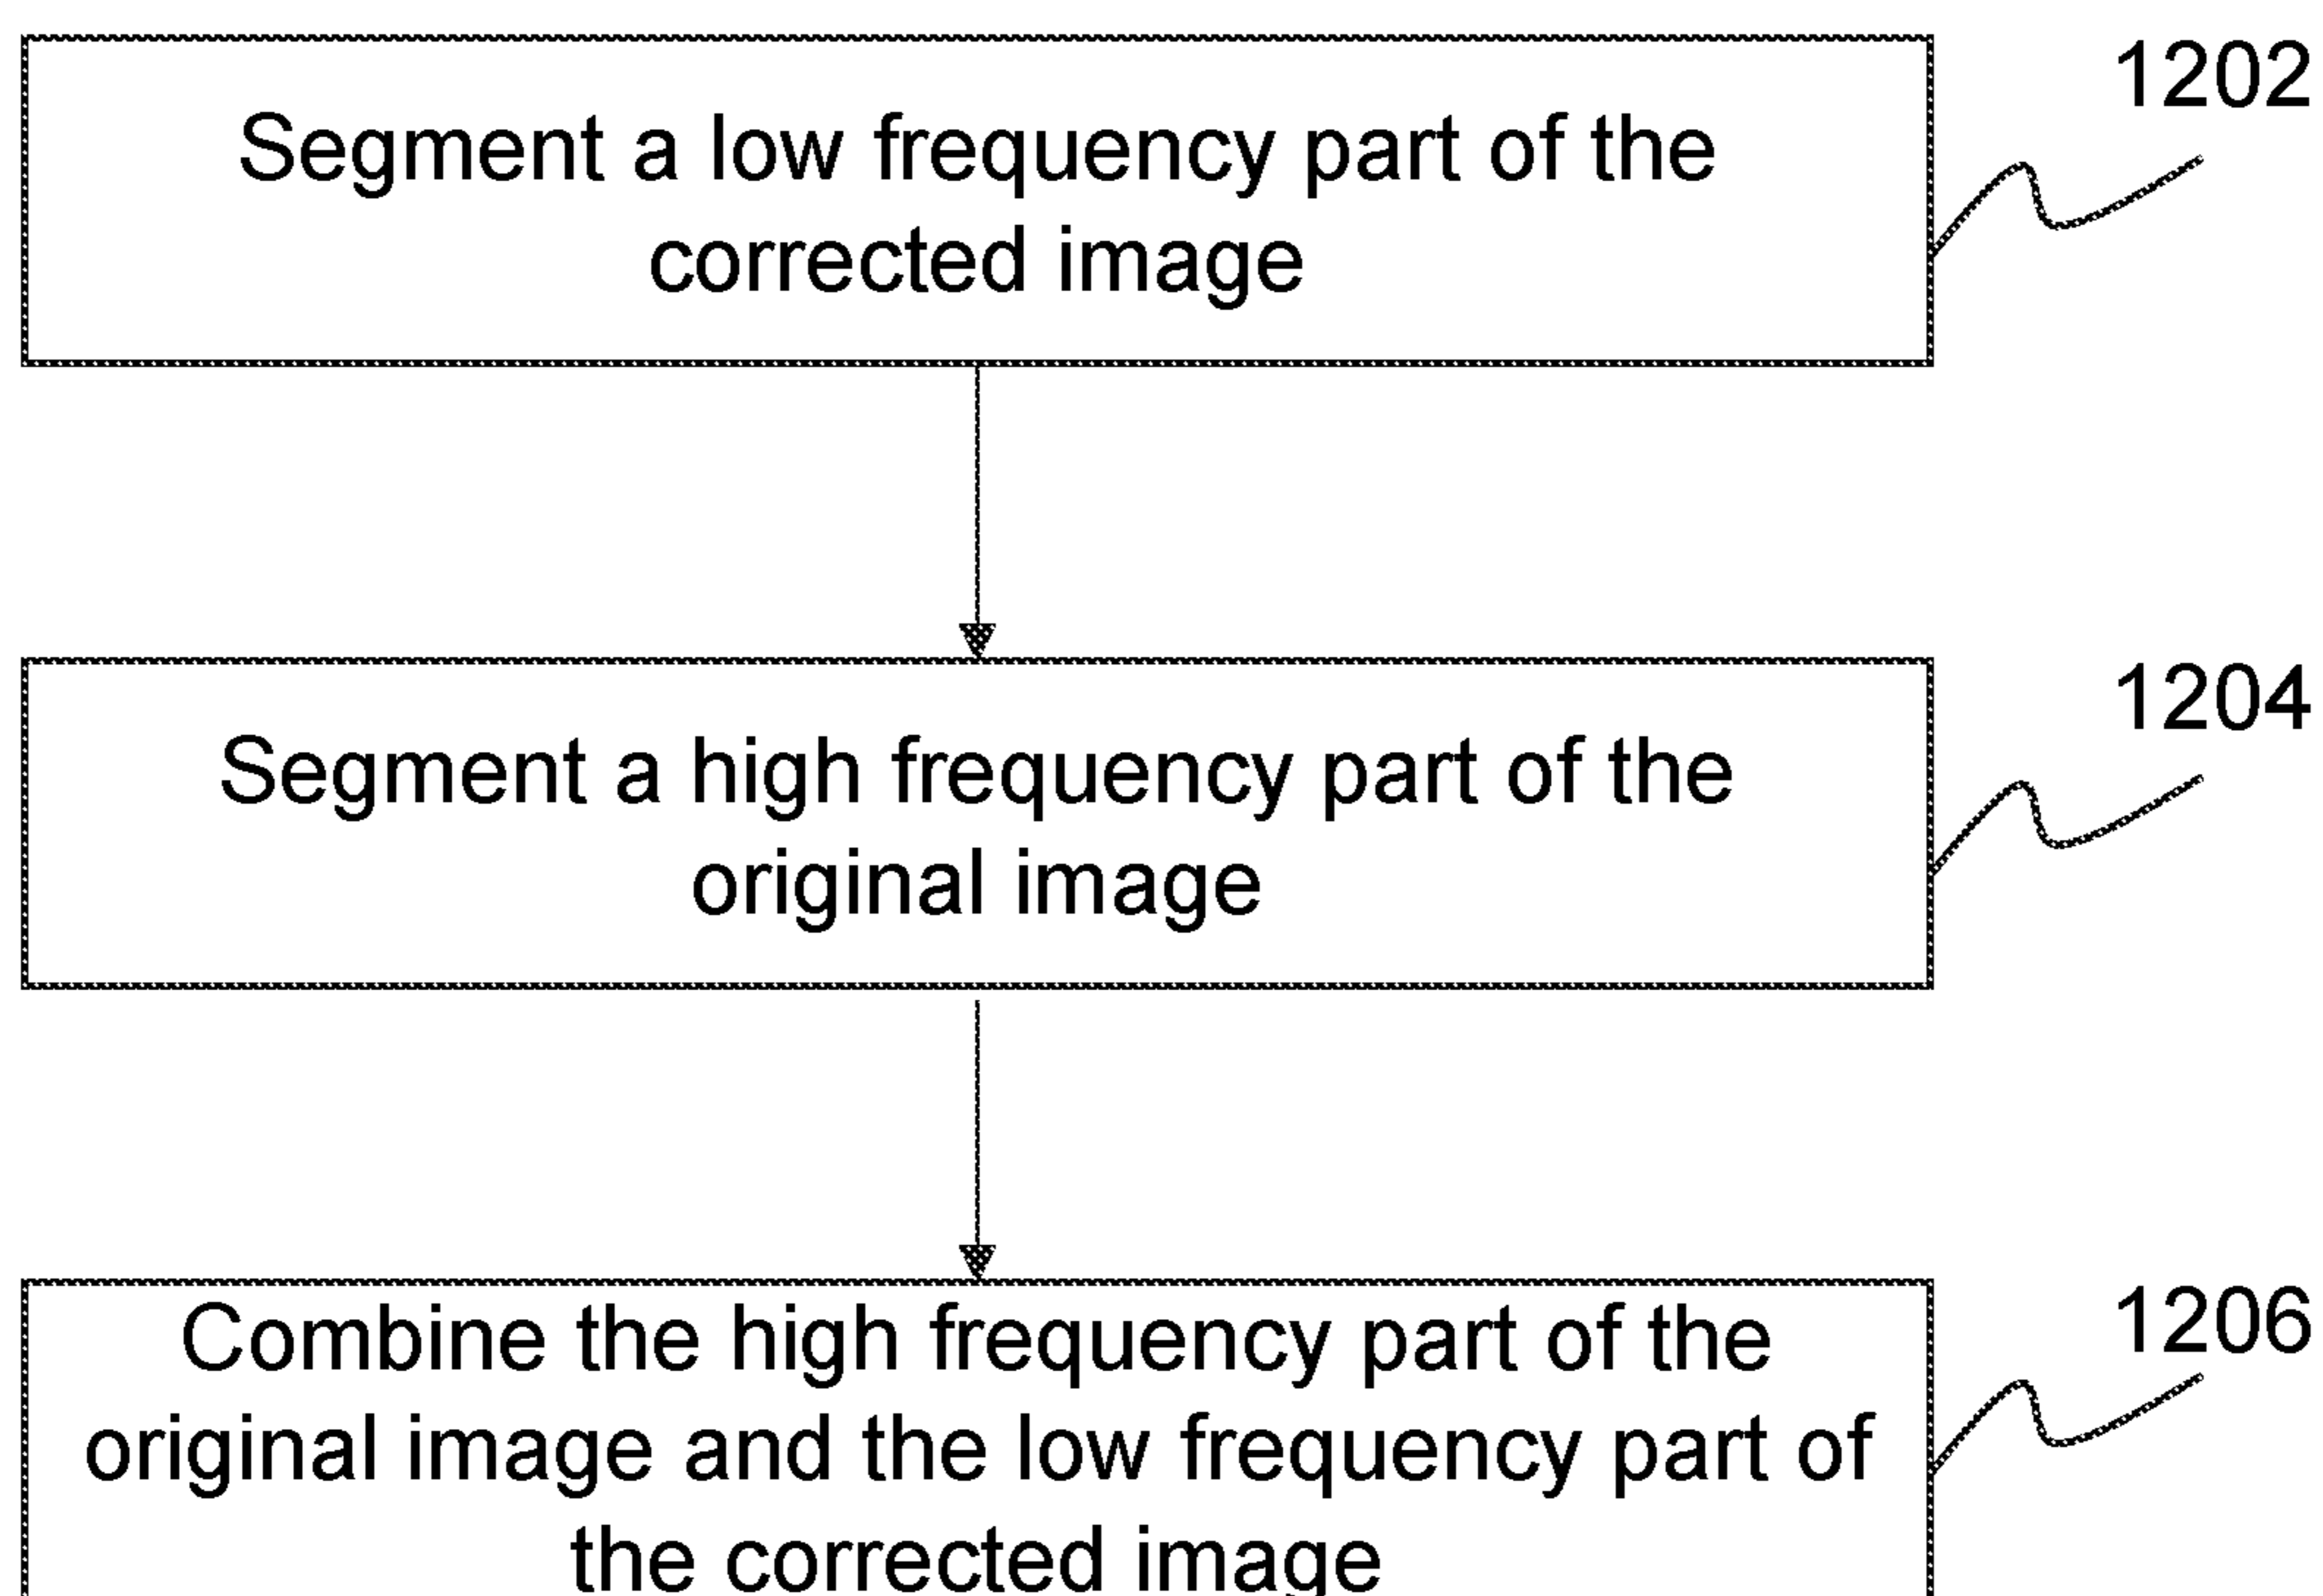 Segment a low frequency part of the
corrected image
1202
Segment a high frequency part of the
original image
1204
Combine the high frequency part of the
original image and the low frequency part of
the corrected image
1206